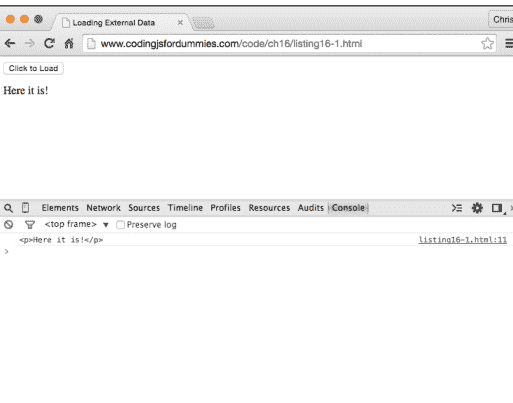 Loading External Data ×
Chris
www.codingjsfordummies.com/code/ch16/listing16-1.html
Click to Load
Here it is!
Elements Network Sources Timeline Profiles Resources Audits Console
<top frame> ▼ Preserve log
<p>Here it is!</p> listing16-1.html:11
>